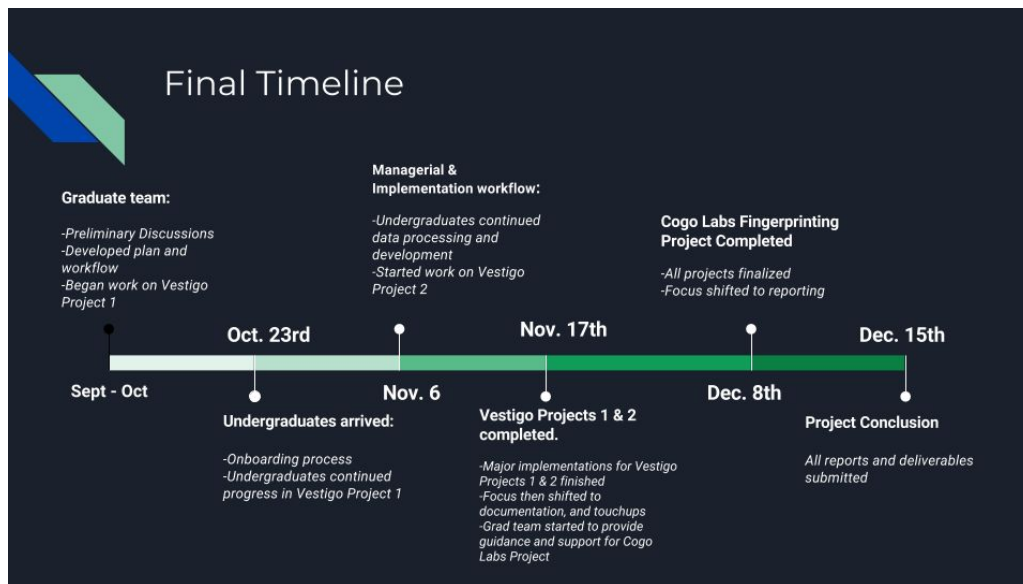 Final Timeline
Graduate team:
-Preliminary Discussions
-Developed plan and
workflow
-Began work on Vestigo
Project 1
Sept - Oct
Oct. 23rd
Undergraduates arrived:
-Onboarding process
-Undergraduates continued
progress in Vestigo Project 1
Managerial &
Implementation workflow:
-Undergraduates continued
data processing and
development
-Started work on Vestigo
Project 2
Nov. 6
Nov. 17th
Vestigo Projects 1 & 2
completed.
-Major implementations for Vestigo
Projects 1 & 2 finished
-Focus then shifted to
documentation, and touchups
-Grad team started to provide
guidance and support for Cogo
Labs Project
Cogo Labs Fingerprinting
Project Completed
-All projects finalized
-Focus shifted to reporting
Dec. 8th
Dec. 15th
Project Conclusion
All reports and deliverables
submitted